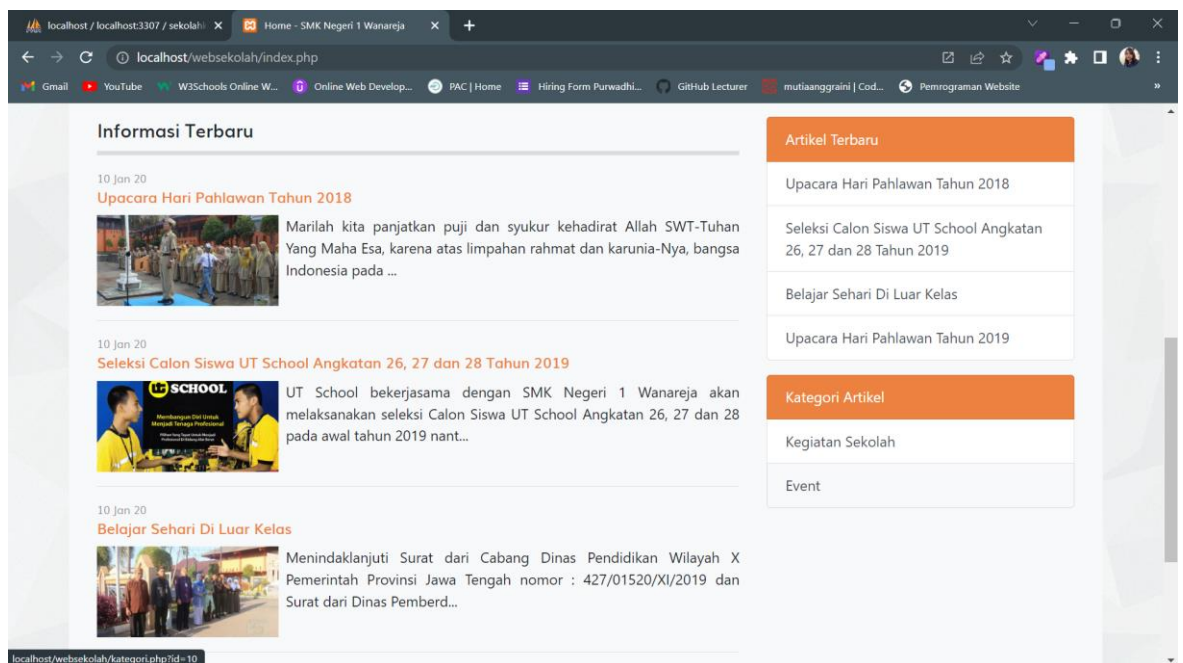 localhost / localhost:3307 / sekolah
Home - SMK Negeri 1 Wanareja
localhost/websekolah/index.php
Gmail
YouTube
W3Schools Online W...
Online Web Develop...
PAC | Home
Hiring Form Purwadhi...
GitHub Lecturer
mutiaanggraini | Cod...
Pemrograman Website
»
Informasi Terbaru
10 Jan 20
Upacara Hari Pahlawan Tahun 2018
Marilah kita panjatkan puji dan syukur kehadirat Allah SWT-Tuhan
Yang Maha Esa, karena atas limpahan rahmat dan karunia-Nya, bangsa
Indonesia pada ...
10 Jan 20
Seleksi Calon Siswa UT School Angkatan 26, 27 dan 28 Tahun 2019
UT SCHOOL
Membangun Diri Untuk
Menjadi Tenaga Profesional
UT School bekerjasama dengan SMK Negeri 1 Wanareja akan
melaksanakan seleksi Calon Siswa UT School Angkatan 26, 27 dan 28
pada awal tahun 2019 nant...
10 Jan 20
Belajar Sehari Di Luar Kelas
Menindaklanjuti Surat dari Cabang Dinas Pendidikan Wilayah X
Pemerintah Provinsi Jawa Tengah nomor : 427/01520/XI/2019 dan
Surat dari Dinas Pemberd...
Artikel Terbaru
Upacara Hari Pahlawan Tahun 2018
Seleksi Calon Siswa UT School Angkatan
26, 27 dan 28 Tahun 2019
Belajar Sehari Di Luar Kelas
Upacara Hari Pahlawan Tahun 2019
Kategori Artikel
Kegiatan Sekolah
Event
localhost/websekolah/kategori.php?id=10